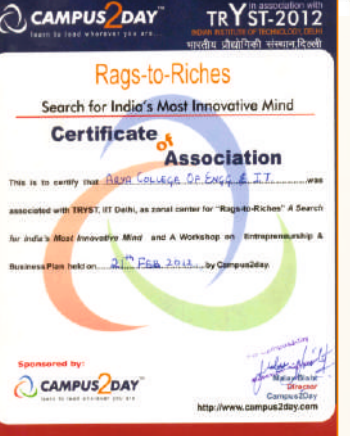 CAMPUS2DAY™
learn to lead wherever you are...
in association with
TRYST-2012
INDIAN INSTITUTE OF TECHNOLOGY, DELHI
भारतीय प्रौद्योगिकी संस्थान, दिल्ली
Rags-to-Riches
Search for India's Most Innovative Mind
Certificate
of
Association
This is to certify that ARYA COLLEGE OF ENGG. & I.T. was
associated with TRYST, IIT Delhi, as zonal center for "Rags-to-Riches" A Search
for India's Most Innovative Mind and A Workshop on Entrepreneurship &
Business Plan held on 21th FEB 2012 by Campus2day.
Sponsored by:
CAMPUS2DAY™
learn to lead wherever you are...
Director
Campus2Day
http://www.campus2day.com